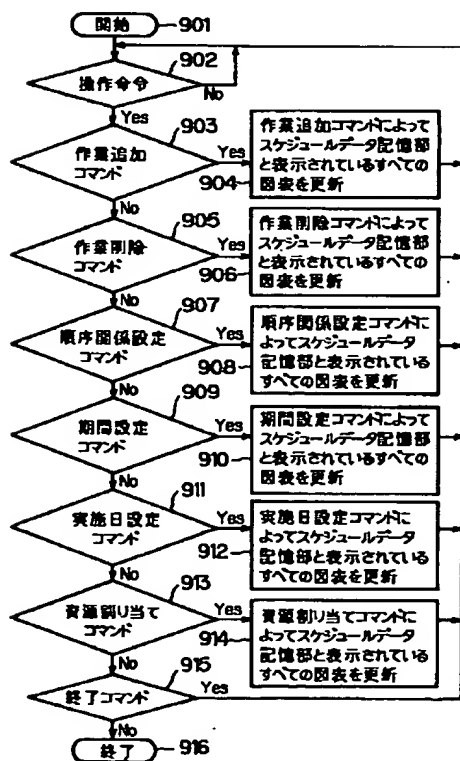 開始
901
902
操作命令
No
Yes
903
作業追加
コマンド
Yes
作業追加コマンドによって
スケジュールデータ記憶部
と表示されているすべての
図表を更新
904
No
905
作業削除
コマンド
Yes
作業削除コマンドによって
スケジュールデータ記憶部
と表示されているすべての
図表を更新
906
No
907
順序関係設定
コマンド
Yes
順序関係設定コマンドに
よってスケジュールデータ
記憶部と表示されている
すべての図表を更新
908
No
909
期間設定
コマンド
Yes
期間設定コマンドによって
スケジュールデータ記憶部
と表示されているすべての
図表を更新
910
No
911
実施日設定
コマンド
Yes
実施日設定コマンドに
よってスケジュールデータ
記憶部と表示されている
すべての図表を更新
912
No
913
資源割り当て
コマンド
Yes
資源割り当てコマンドに
よってスケジュールデータ
記憶部と表示されている
すべての図表を更新
914
No
915
終了コマンド
Yes
No
終了
916